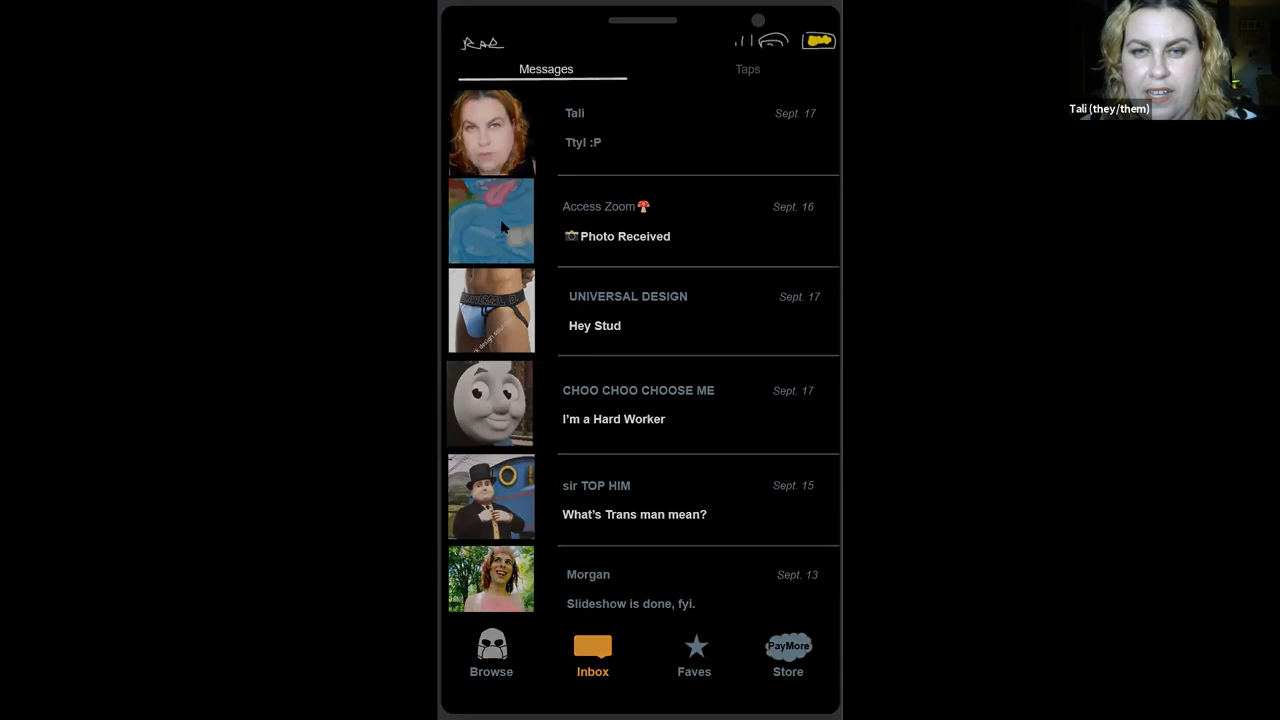 RAR
Messages Taps
Tali (they/them)
Tali Sept. 17
Ttyl :P
Access Zoom🍄 Sept. 16
📷Photo Received
UNIVERSAL DESIGN Sept. 17
Hey Stud
CHOO CHOO CHOOSE ME Sept. 17
I'm a Hard Worker
sir TOP HIM Sept. 15
What's Trans man mean?
Morgan Sept. 13
Slideshow is done, fyi.
PayMore
Browse Inbox Faves Store